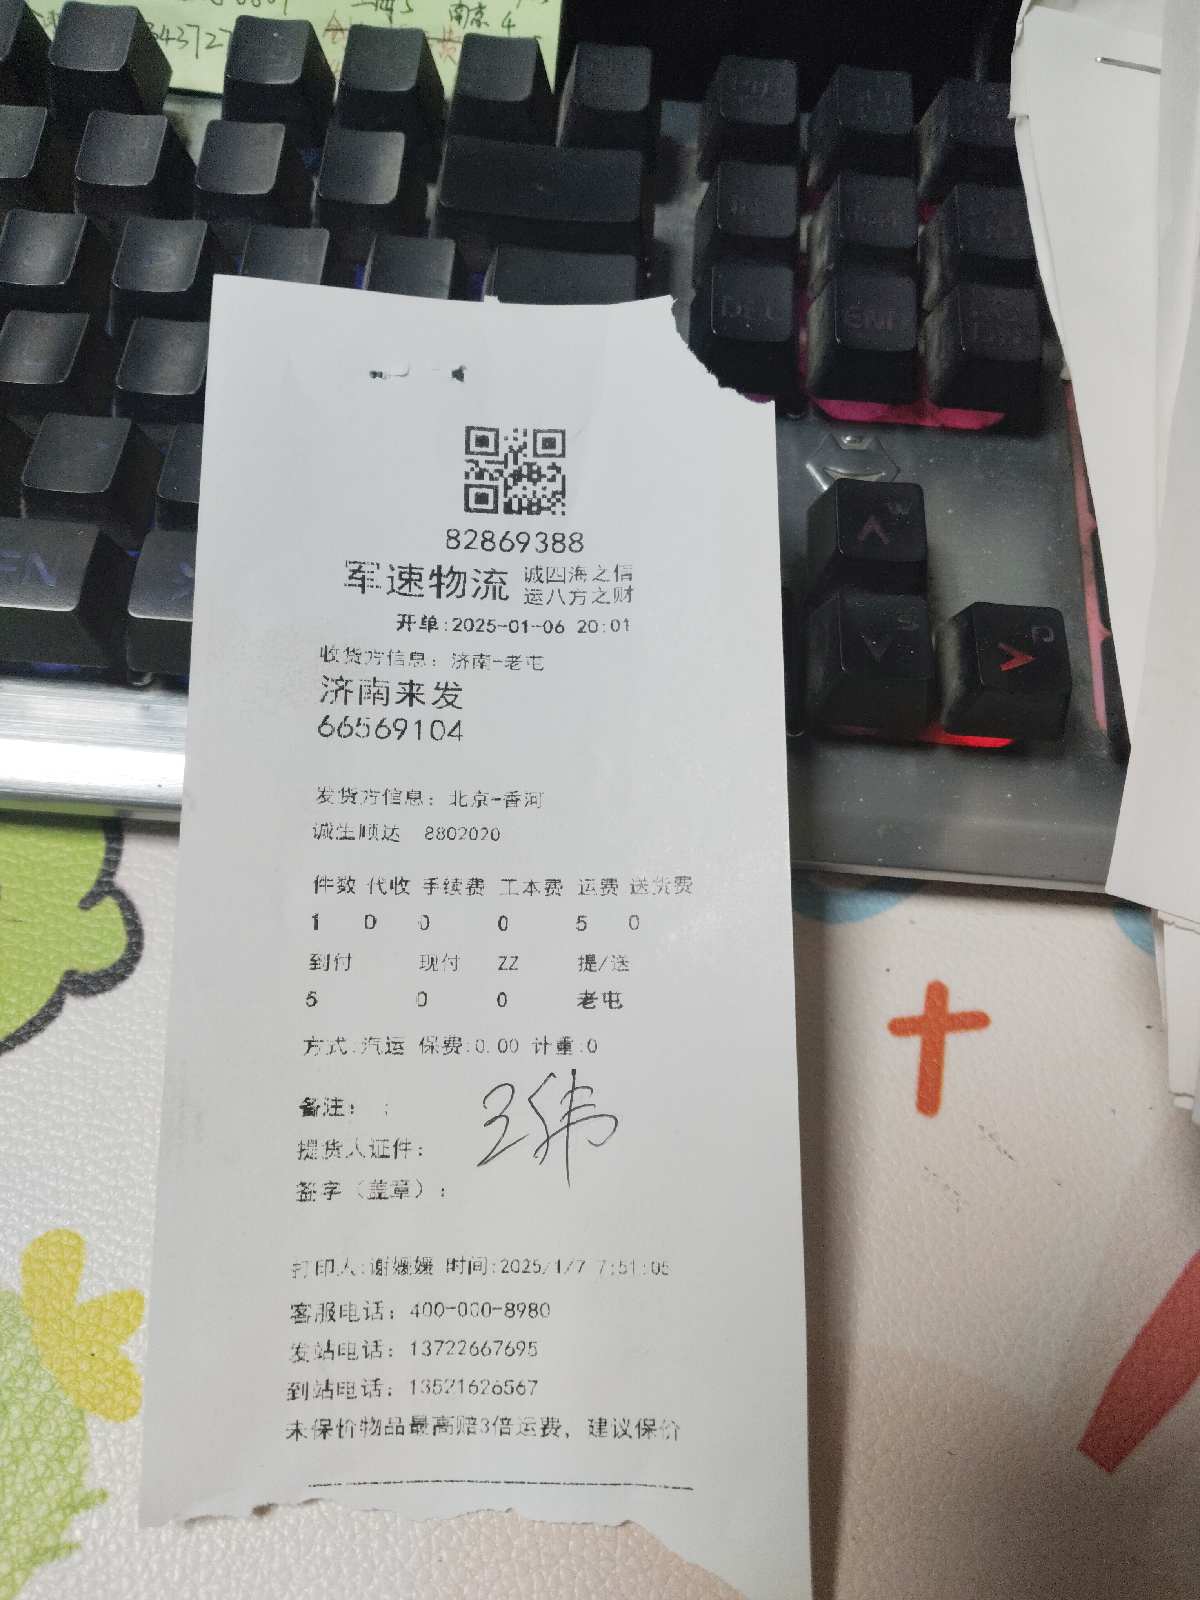 南京 4
82869388
军速物流 诚四海之信
运八方之财
开单:2025-01-06 20:01
收货方信息: 济南-老屯
济南来发
66569104
发货方信息: 北京-香河
诚生顺达 8802020
件数 代收 手续费 工本费 运费 送货费
1 0 0 0 5 0
到付 现付 ZZ 提/送
5 0 0 老屯
方式:汽运 保费:0.00 计重:0
备注: :
提货人证件:
签字（盖章）:
打印人:谢媛媛 时间:2025/1/7 7:51:05
客服电话: 400-000-8980
发站电话: 13722667695
到站电话: 13521626567
未保价物品最高赔3倍运费, 建议保价